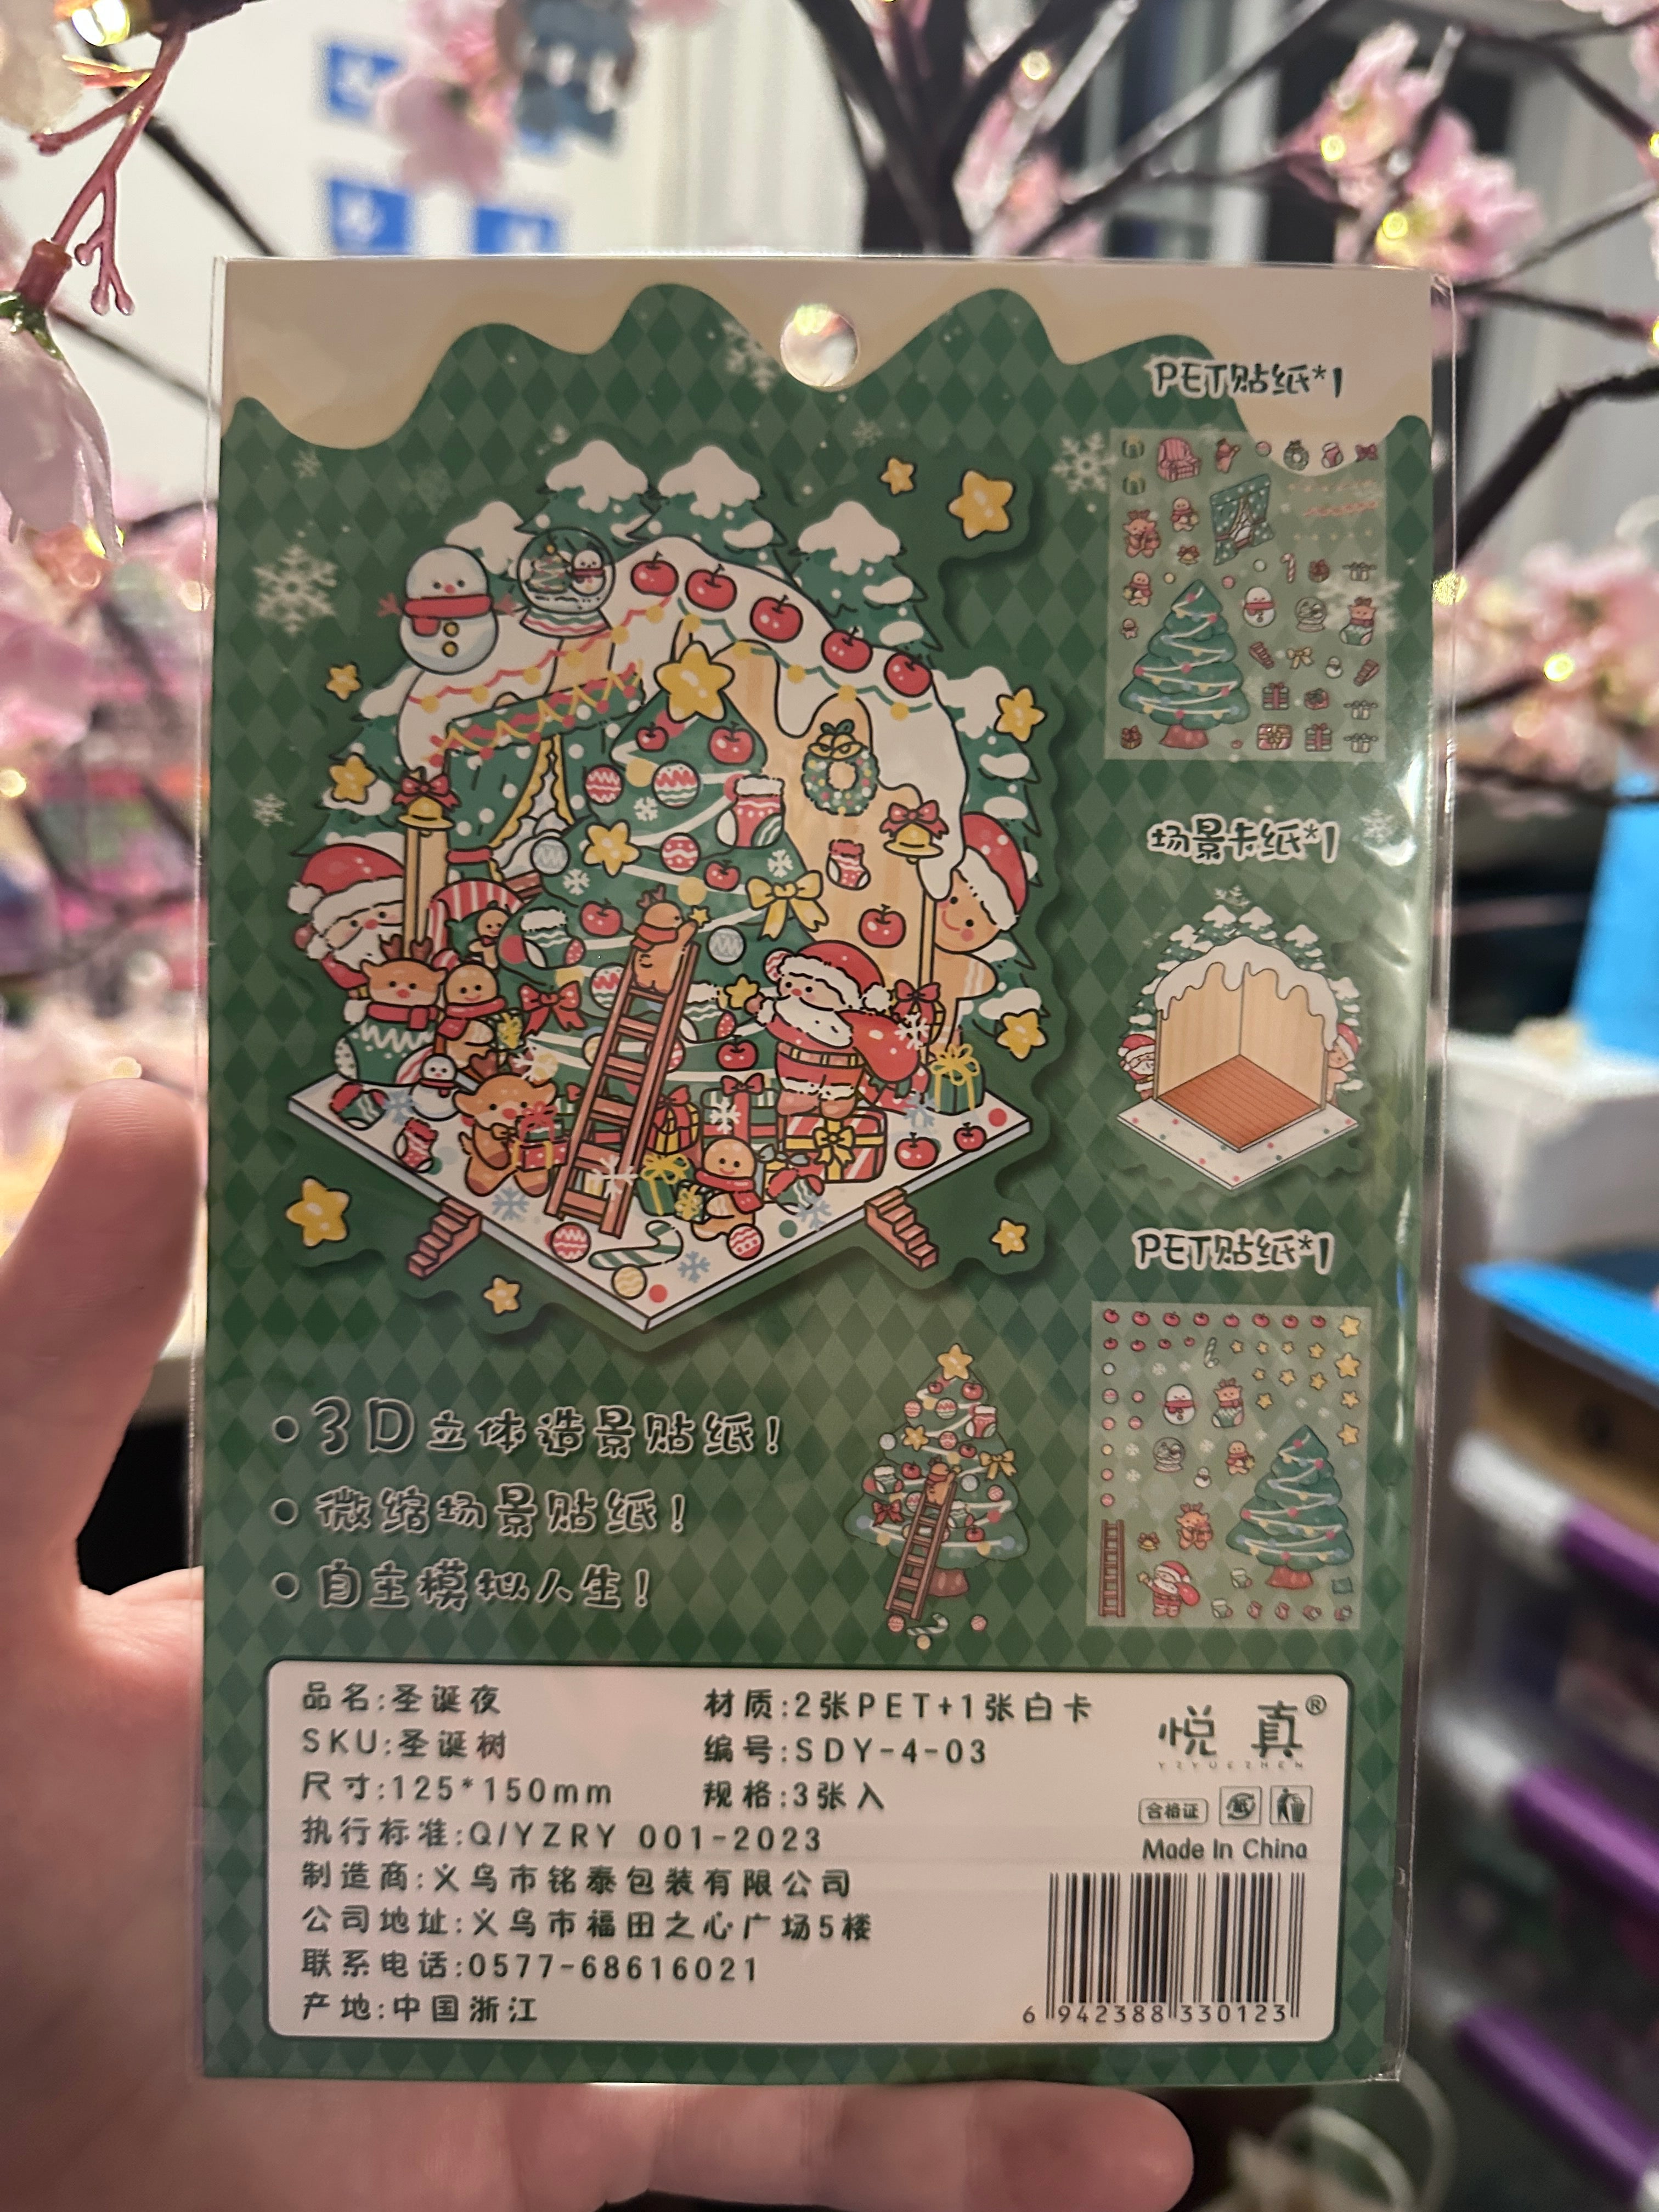 PET贴纸*1
场景卡纸*1
PET贴纸*1
•3D立体造景贴纸!
•微缩场景贴纸!
•自主模拟人生!
品名:圣诞夜
SKU:圣诞树
尺寸:125*150mm
材质:2张PET+1张白卡
编号:SDY-4-03
规格:3张入
执行标准:Q/YZRY 001-2023
制造商:义乌市铭泰包装有限公司
公司地址:义乌市福田之心广场5楼
联系电话:0577-68616021
产地:中国浙江
悦真®
YZYUEZHEN
合格证
纸
Made In China
6 942388 330123